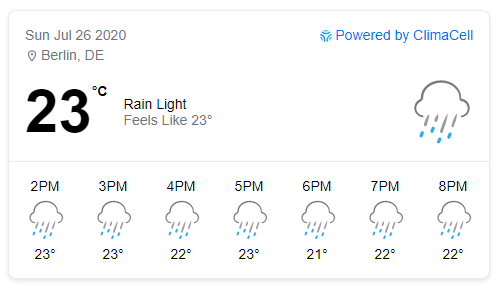 Sun Jul 26 2020
Powered by ClimaCell
Berlin, DE
23°C
Rain Light
Feels Like 23°
2PM 3PM 4PM 5PM 6PM 7PM 8PM
23° 23° 22° 23° 21° 22° 22°